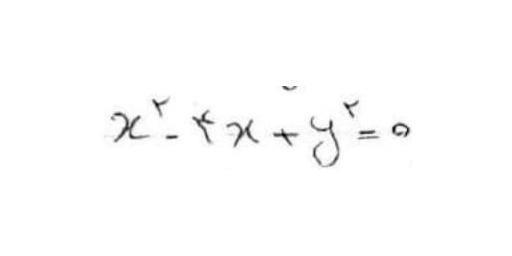 x^۲ - ۴x + y^۲ = ۰